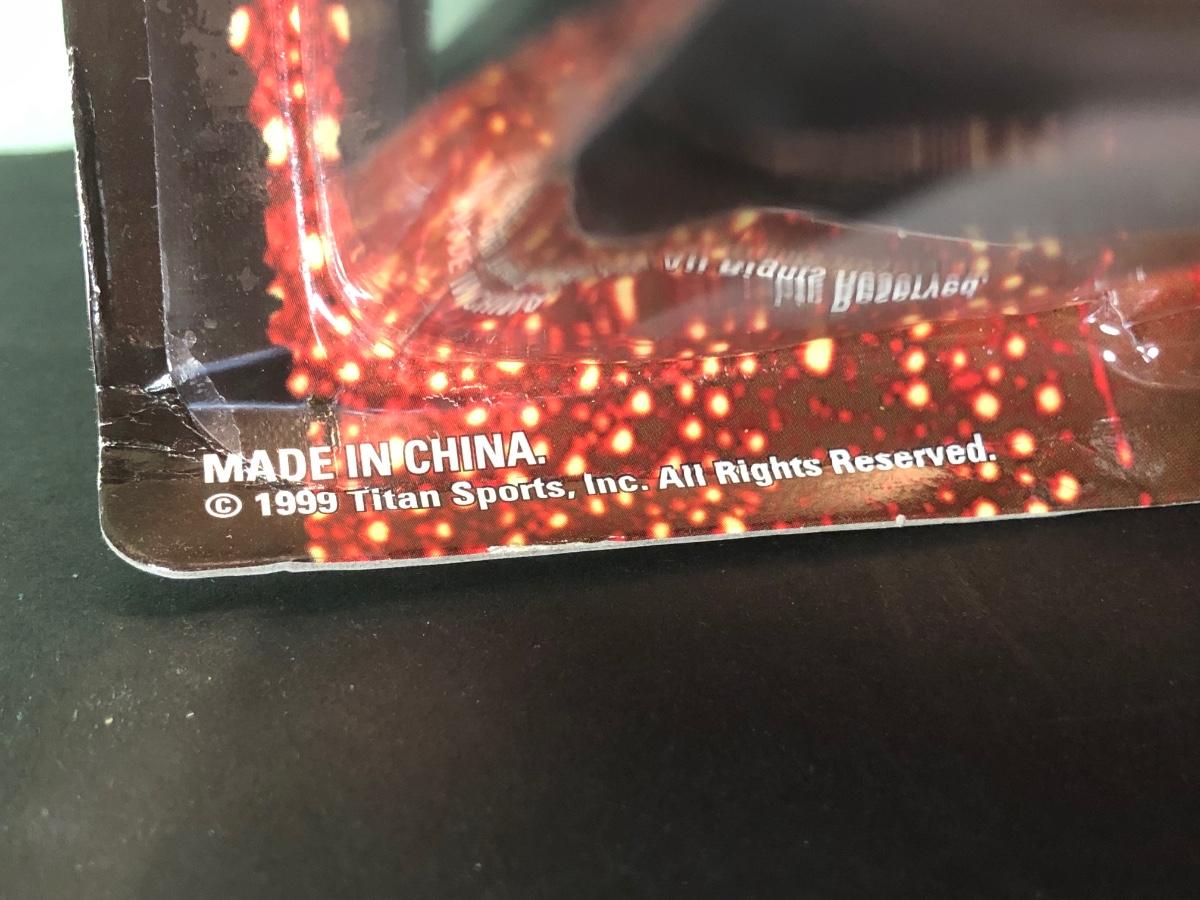 MADE IN CHINA.
© 1999 Titan Sports, Inc. All Rights Reserved.